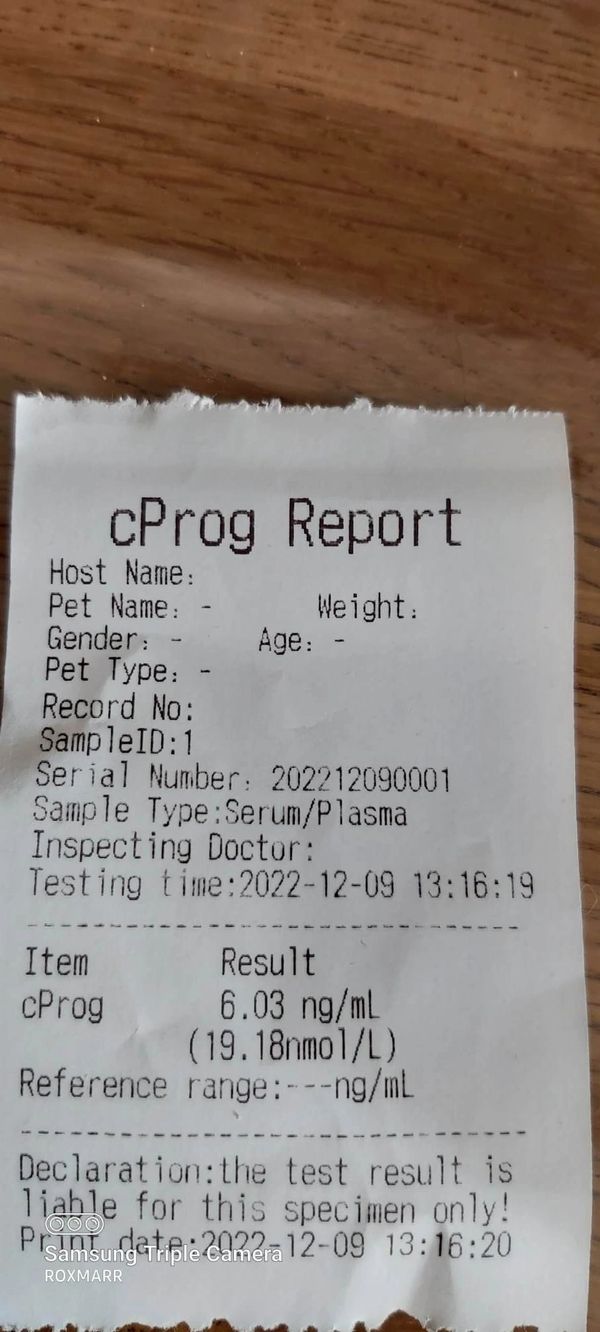 cProg Report
Host Name:
Pet Name: - Weight:
Gender: - Age: -
Pet Type: -
Record No:
SampleID:1
Serial Number: 202212090001
Sample Type:Serum/Plasma
Inspecting Doctor:
Testing time:2022-12-09 13:16:19
Item Result
cProg 6.03 ng/mL
(19.18nmol/L)
Reference range:---ng/mL
Declaration:the test result is
liable for this specimen only!
Print date:2022-12-09 13:16:20
Samsung Triple Camera
ROXMARR